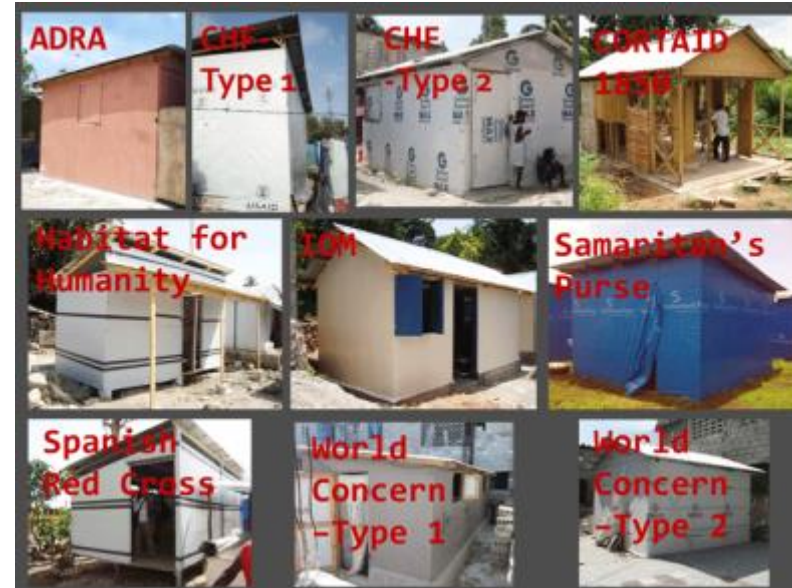 ADRA
CHF-
Type 1
USAID
CHF
-Type 2
CORTAID
Habitat for
Humanity
IOM
Samaritan's
Purse
Spanish
Red Cross
World
Concern
-Type 1
World
Concern
-Type 2